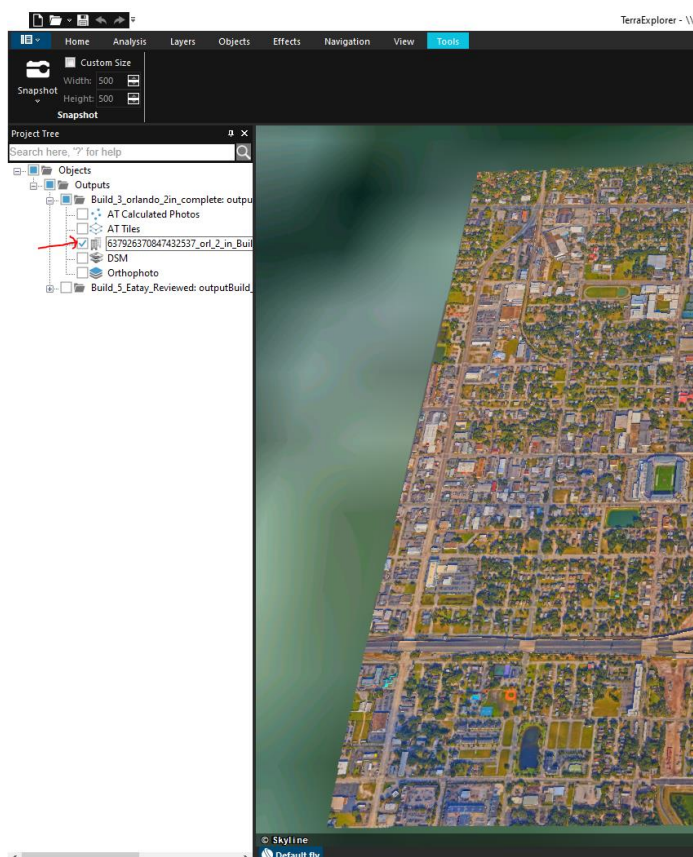 TerraExplorer - \\
Home Analysis Layers Objects Effects Navigation View Tools
Custom Size
Width: 500
Snapshot
Height: 500
Snapshot
Project Tree
Search here, '?' for help
Objects
Outputs
Build_3_orlando_2in_complete: outpu
AT Calculated Photos
AT Tiles
637926370847432537_orl_2_in_Buil
DSM
Orthophoto
Build_5_Eatay_Reviewed: outputBuild_
© Skyline
Default fly